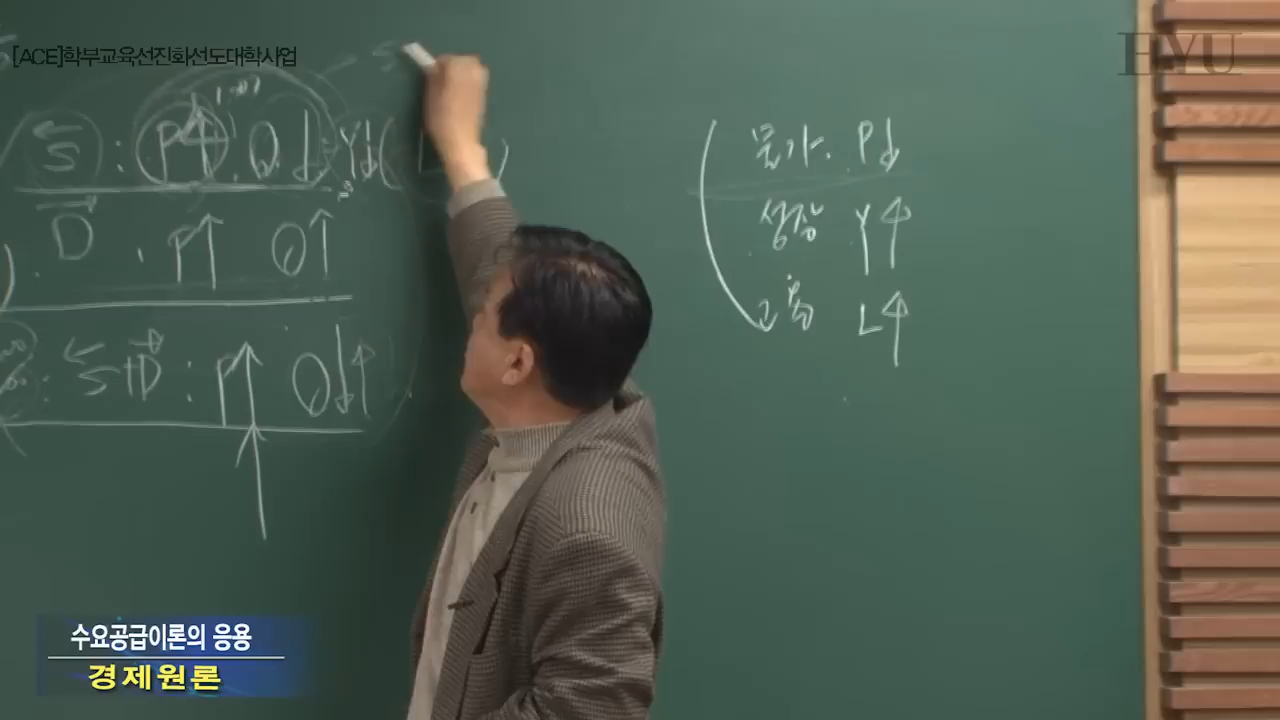 [ACE]학부교육선진화선도대학사업
HYU
S : P↑ Q↓ Y↓(
D . P↑ Q↑
S D : P↑ Q↓↑
물가. P↓
성장 Y↑
고용 L↑
수요공급이론의 응용
경제원론